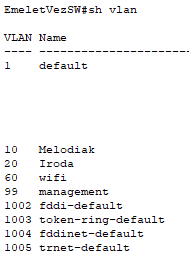 EmeletVezSW#sh vlan
VLAN Name
---- ----------------------
1 default
10 Melodiak
20 Iroda
60 wifi
99 management
1002 fddi-default
1003 token-ring-default
1004 fddinet-default
1005 trnet-default